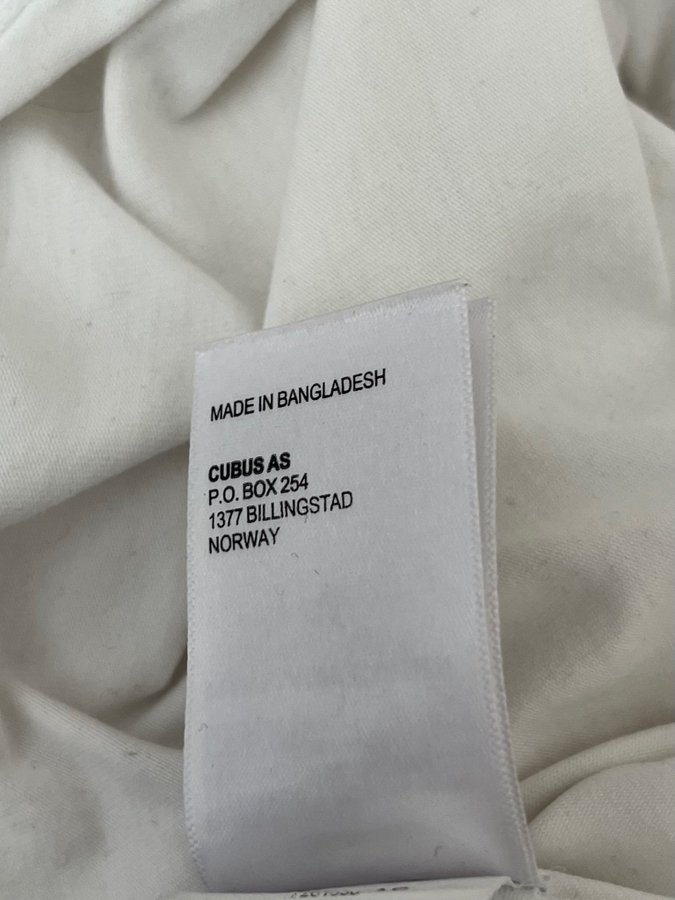 MADE IN BANGLADESH
CUBUS AS
P.O. BOX 254
1377 BILLINGSTAD
NORWAY